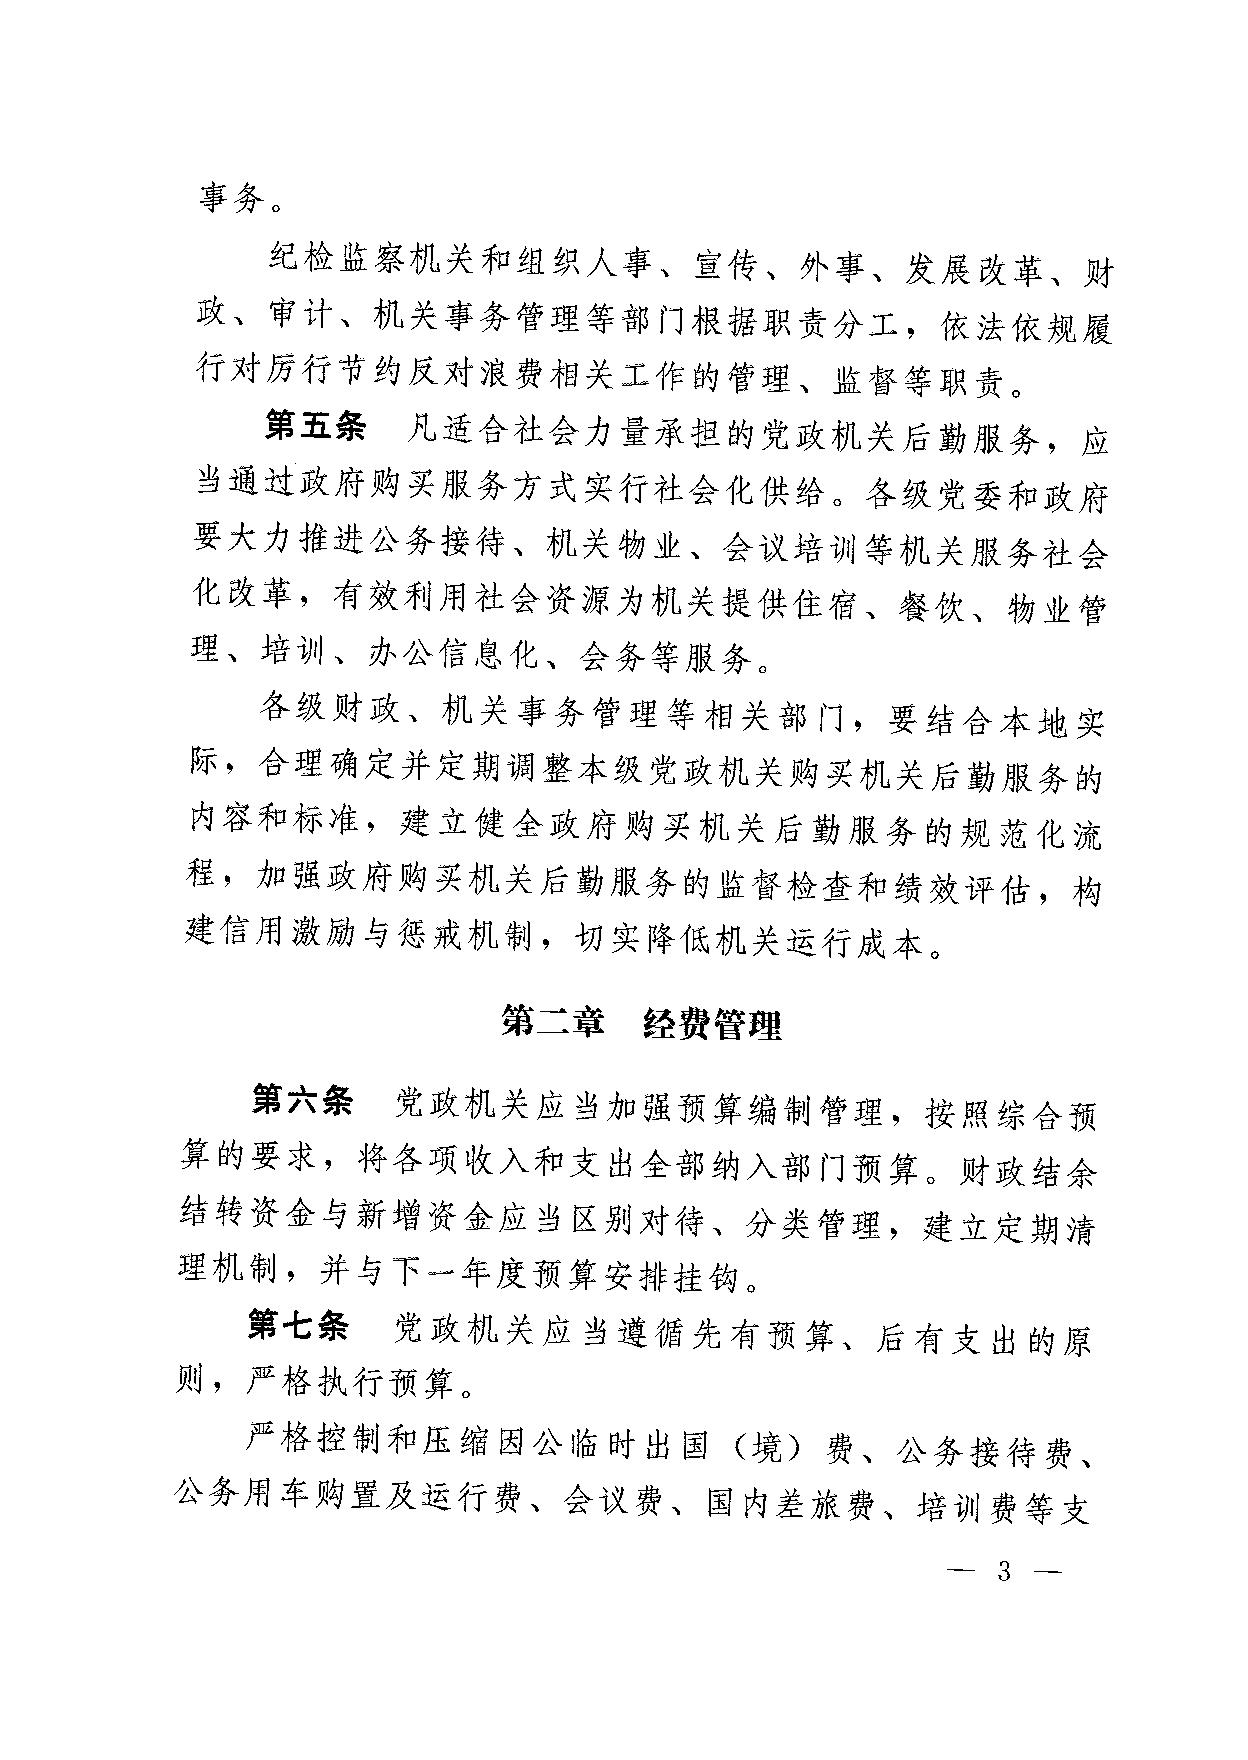 事务。
纪检监察机关和组织人事、宣传、外事、发展改革、财
政、审计、机关事务管理等部门根据职责分工，依法依规履
行对厉行节约反对浪费相关工作的管理、监督等职责。
第五条　凡适合社会力量承担的党政机关后勤服务，应
当通过政府购买服务方式实行社会化供给。各级党委和政府
要大力推进公务接待、机关物业、会议培训等机关服务社会
化改革，有效利用社会资源为机关提供住宿、餐饮、物业管
理、培训、办公信息化、会务等服务。
各级财政、机关事务管理等相关部门，要结合本地实
际，合理确定并定期调整本级党政机关购买机关后勤服务的
内容和标准，建立健全政府购买机关后勤服务的规范化流
程，加强政府购买机关后勤服务的监督检查和绩效评估，构
建信用激励与惩戒机制，切实降低机关运行成本。
第二章　经费管理
第六条　党政机关应当加强预算编制管理，按照综合预
算的要求，将各项收入和支出全部纳入部门预算。财政结余
结转资金与新增资金应当区别对待、分类管理，建立定期清
理机制，并与下一年度预算安排挂钩。
第七条　党政机关应当遵循先有预算、后有支出的原
则，严格执行预算。
严格控制和压缩因公临时出国（境）费、公务接待费、
公务用车购置及运行费、会议费、国内差旅费、培训费等支
— 3 —